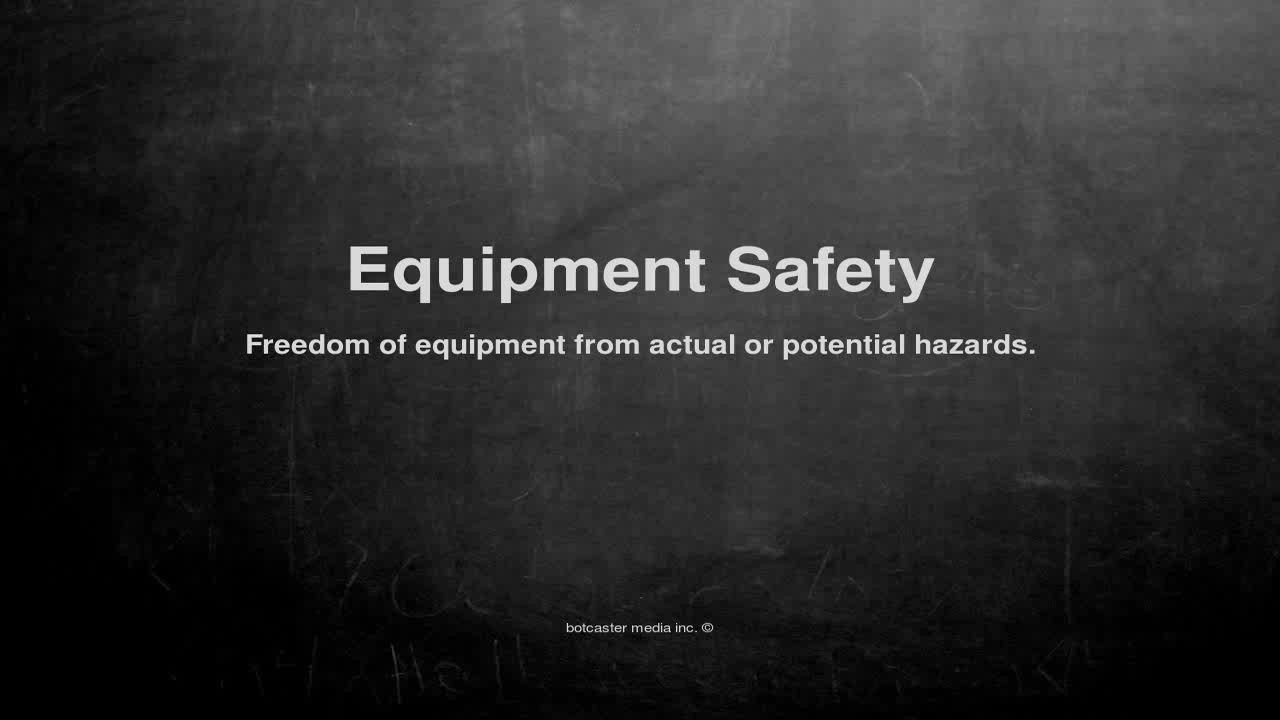 Equipment Safety
Freedom of equipment from actual or potential hazards.
botcaster media inc. ©